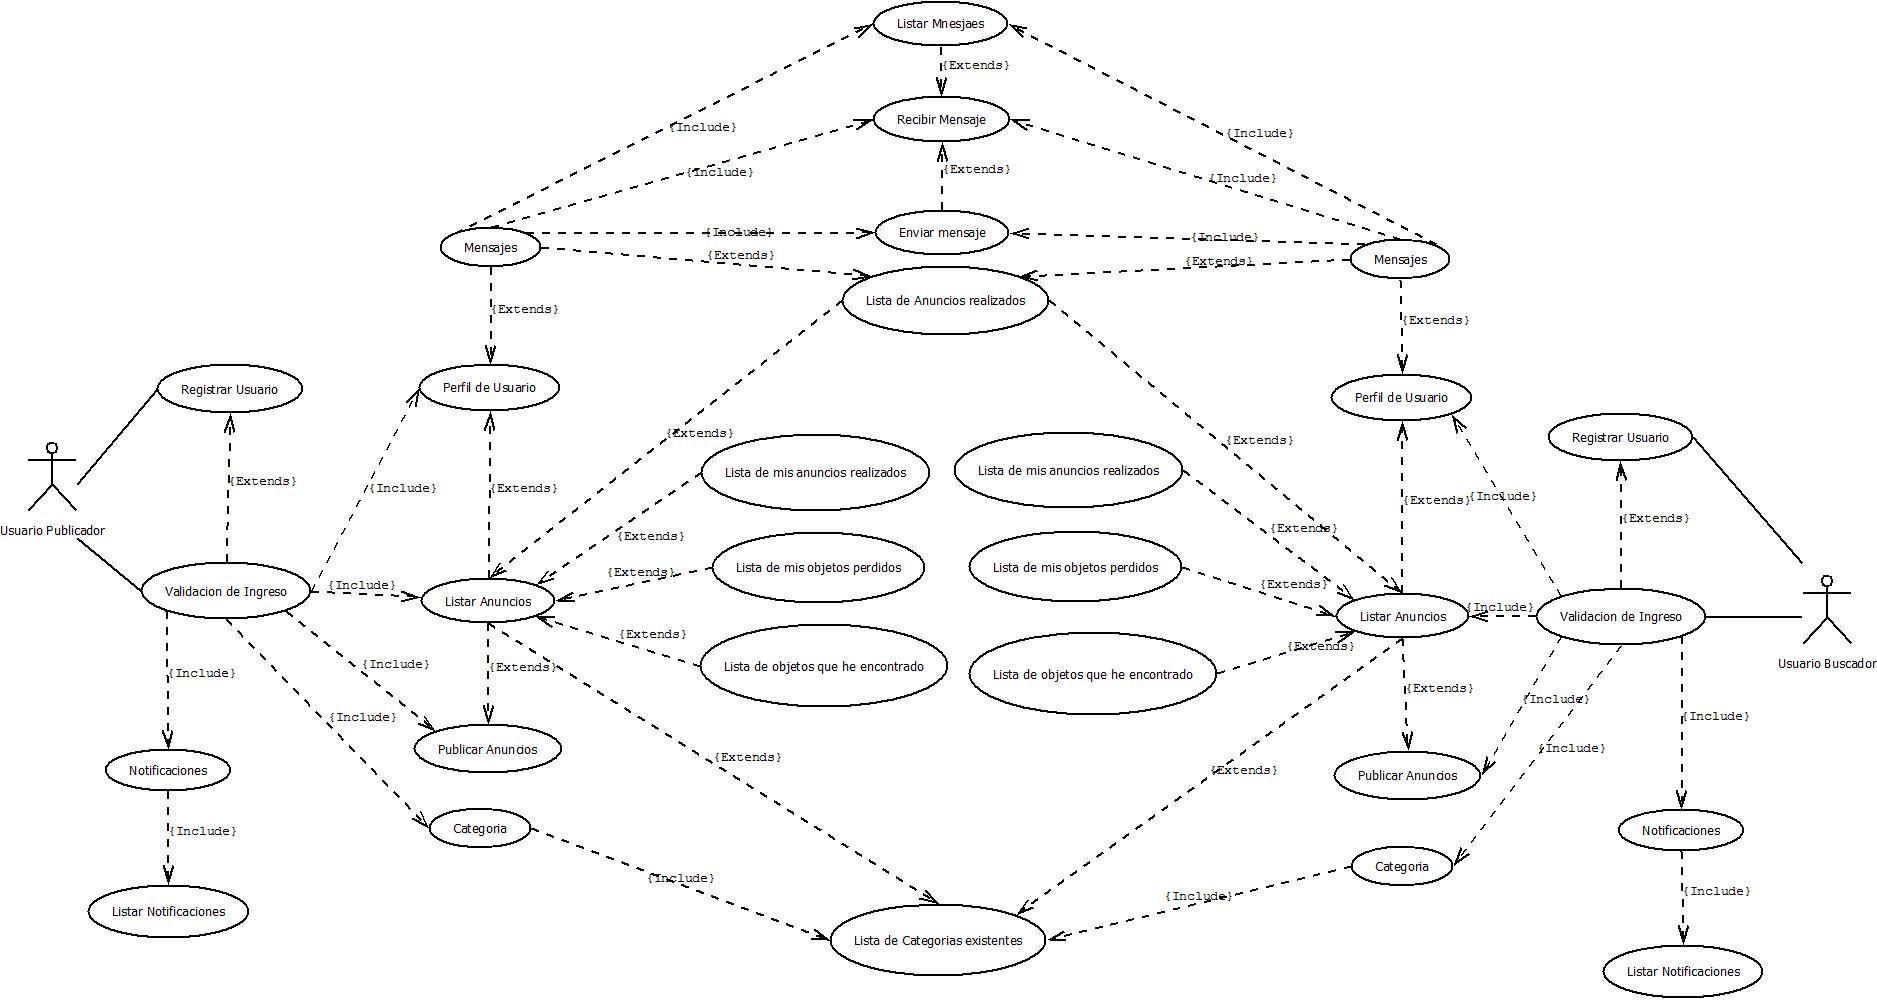 Listar Mnesjaes
{Extends}
{Include}
{Include}
Recibir Mensaje
{Include}
{Extends}
{Include}
Mensajes
{Include}
Enviar mensaje
{Include}
Mensajes
{Extends}
{Extends}
Lista de Anuncios realizados
{Extends}
{Extends}
Registrar Usuario
Perfil de Usuario
Perfil de Usuario
Registrar Usuario
{Extends}
{Extends}
Lista de mis anuncios realizados
Lista de mis anuncios realizados
{Extends}
{Include}
{Extends}
{Extends}
{Include}
{Extends}
Usuario Publicador
{Extends}
{Extends}
Lista de mis objetos perdidos
Lista de mis objetos perdidos
{Extends}
{Extends}
Validacion de Ingreso
{Include}
Listar Anuncios
Listar Anuncios
{Include}
Validacion de Ingreso
{Extends}
{Extends}
Usuario Buscador
Lista de objetos que he encontrado
Lista de objetos que he encontrado
{Include}
{Include}
{Extends}
{Extends}
{Include}
{Include}
{Include}
Publicar Anuncios
{Extends}
{Extends}
{Include}
Notificaciones
Publicar Anuncios
{Include}
Categoria
Notificaciones
{Include}
{Include}
Categoria
{Include}
{Include}
Listar Notificaciones
Lista de Categorias existentes
Listar Notificaciones